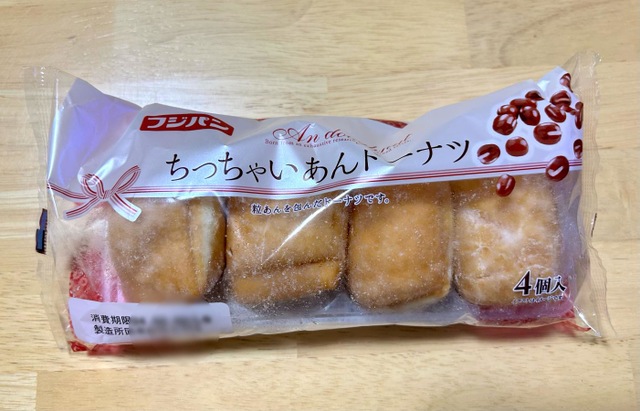 フジパン
ちっちゃいあんドーナツ
粒あんを包んだドーナツです。
4個入
消費期限
製造所固